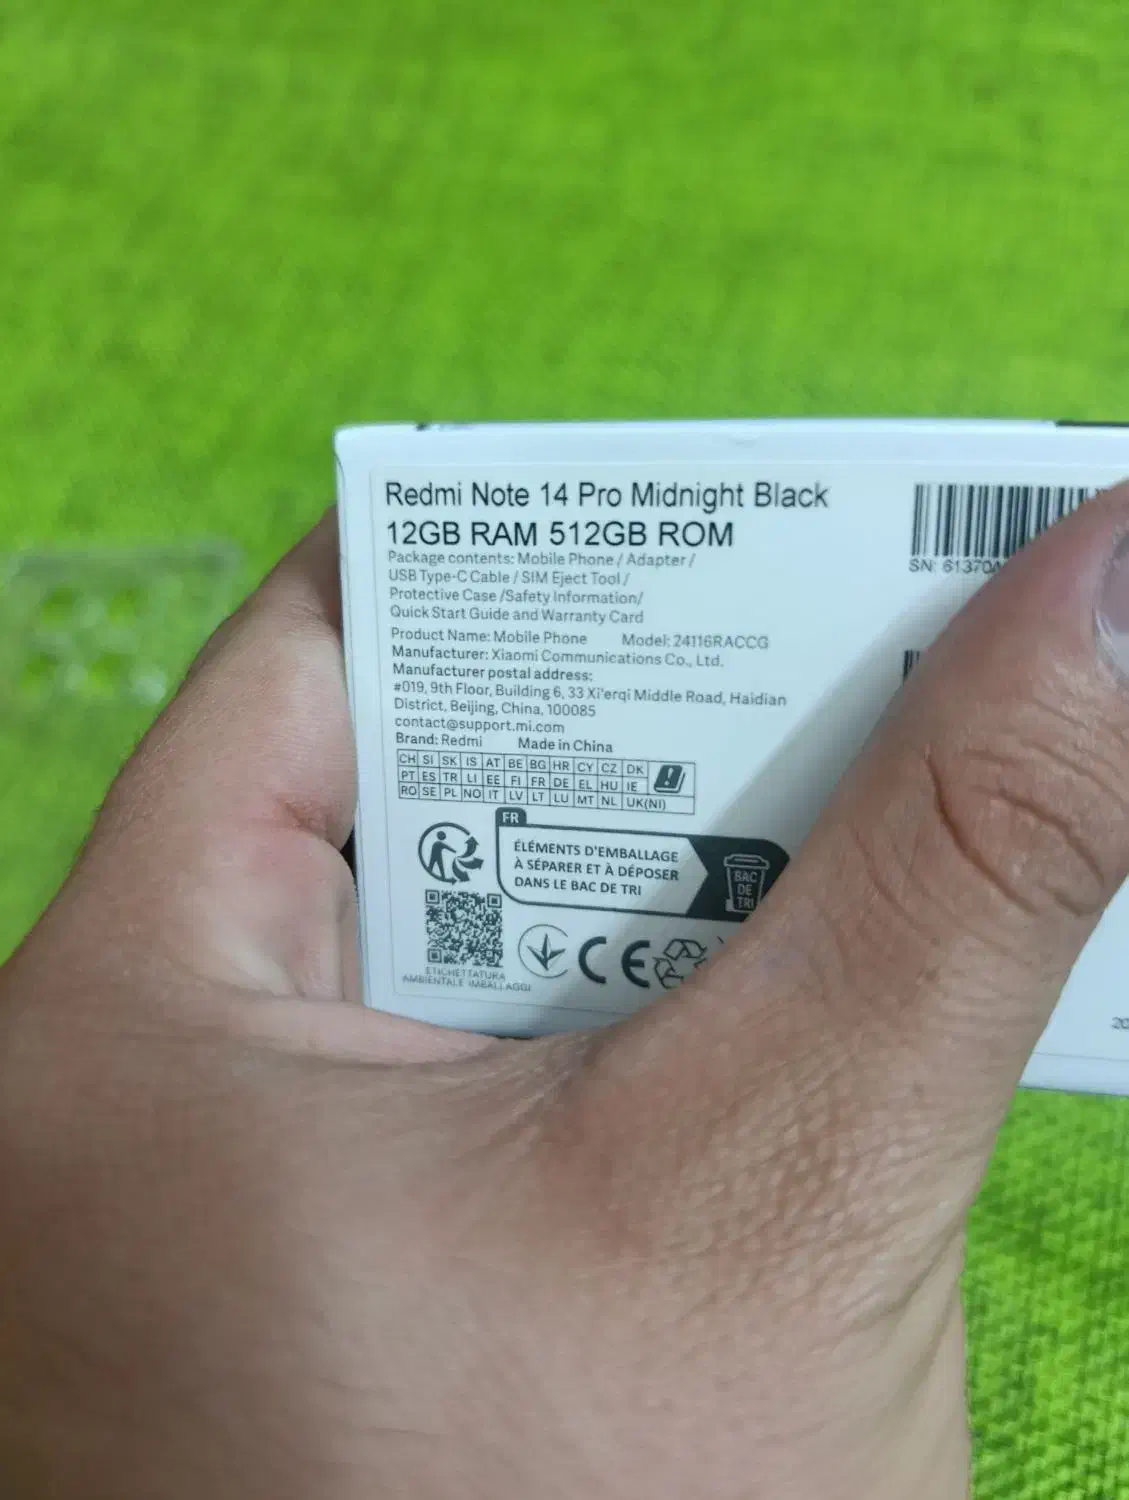 Redmi Note 14 Pro Midnight Black
12GB RAM 512GB ROM
Package contents: Mobile Phone / Adapter /
USB Type-C Cable / SIM Eject Tool /
Protective Case /Safety Information/
Quick Start Guide and Warranty Card
Product Name: Mobile Phone Model: 24116RACCG
Manufacturer: Xiaomi Communications Co., Ltd.
Manufacturer postal address:
#019, 9th Floor, Building 6, 33 Xi'erqi Middle Road, Haidian
District, Beijing, China, 100085
contact@support.mi.com
Brand: Redmi Made in China
CH SI SK IS AT BE BG HR CY CZ DK
PT ES TR LI EE FI FR DE EL HU IE
RO SE PL NO IT LV LT LU MT NL UK(NI)
FR
ÉLÉMENTS D'EMBALLAGE
À SÉPARER ET À DÉPOSER
DANS LE BAC DE TRI
BAC
DE
TRI
CE
ETICHETTATURA
AMBIENTALE IMBALLAGGI
SN: 61370
20